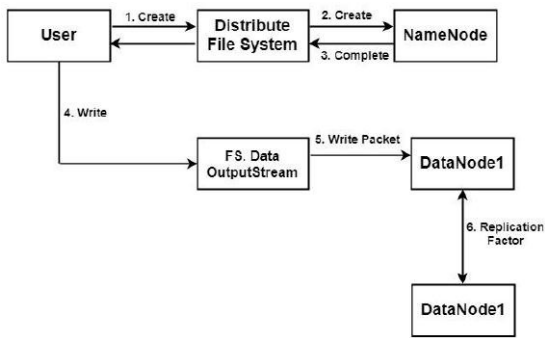 1. Create
2. Create
User
Distribute
File System
NameNode
3. Complete
4. Write
FS. Data
OutputStream
5. Write Packet
DataNode1
6. Replication
Factor
DataNode1